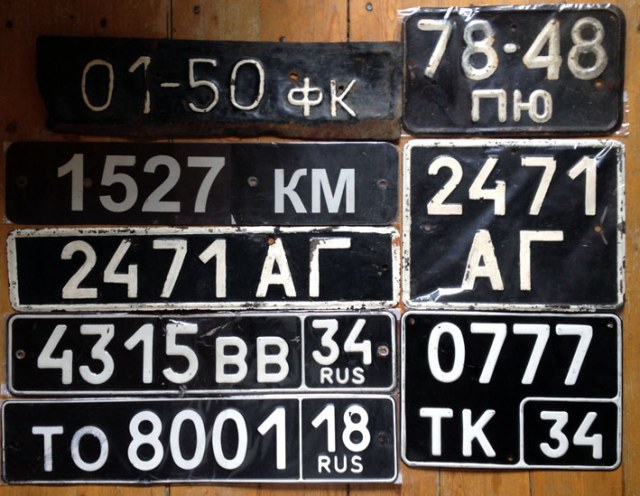 01-50 ФК
78-48
ПЮ
1527 КМ
2471
АГ
2471 АГ
4315 ВВ 34
RUS
0777
ТК 34
ТО 8001 18
RUS